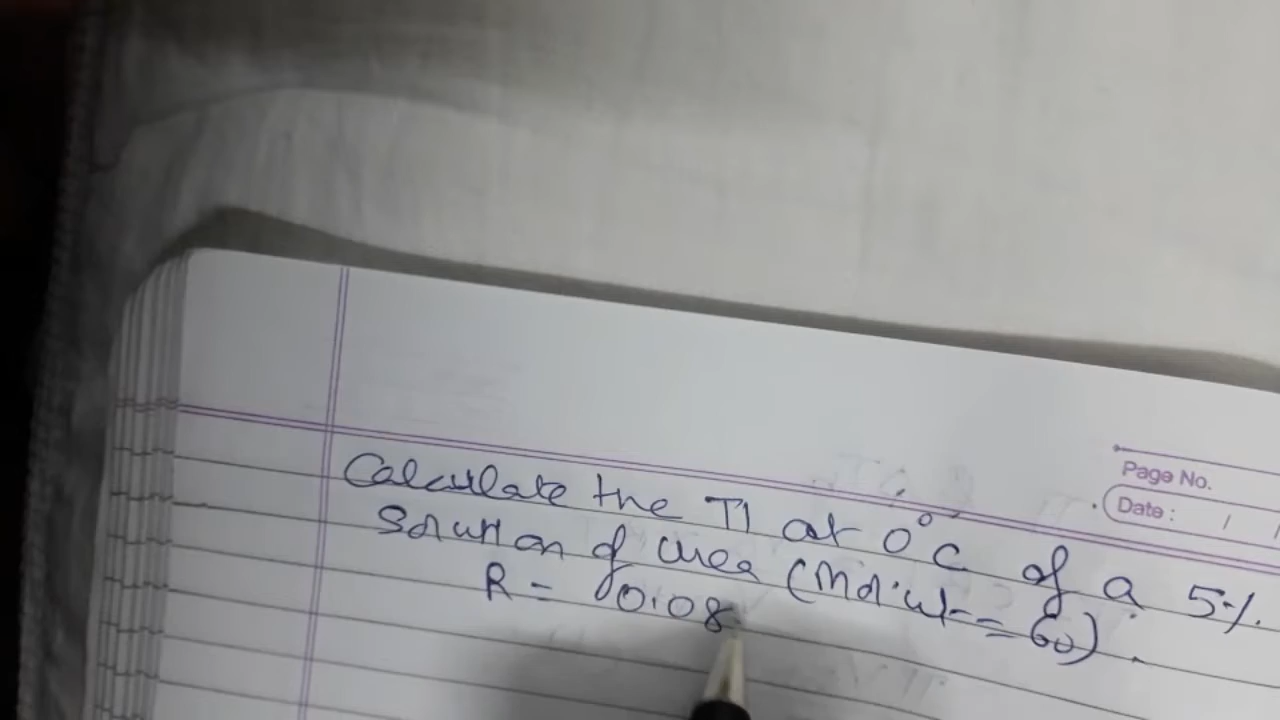 Page No.
Date: / /
Calculate the π at 0°C of a 5%
solution of urea (Mol. wt = 60).
R = 0.08